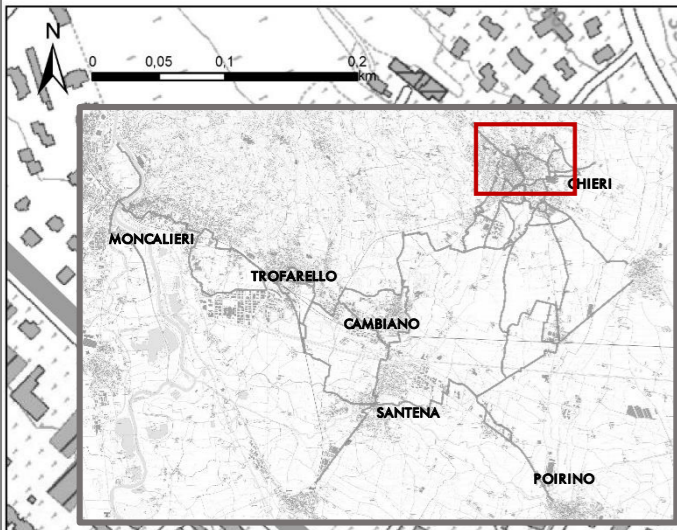 N
0 0,05 0,1 0,2
km
CHIERI
MONCALIERI
TROFARELLO
CAMBIANO
SANTENA
POIRINO